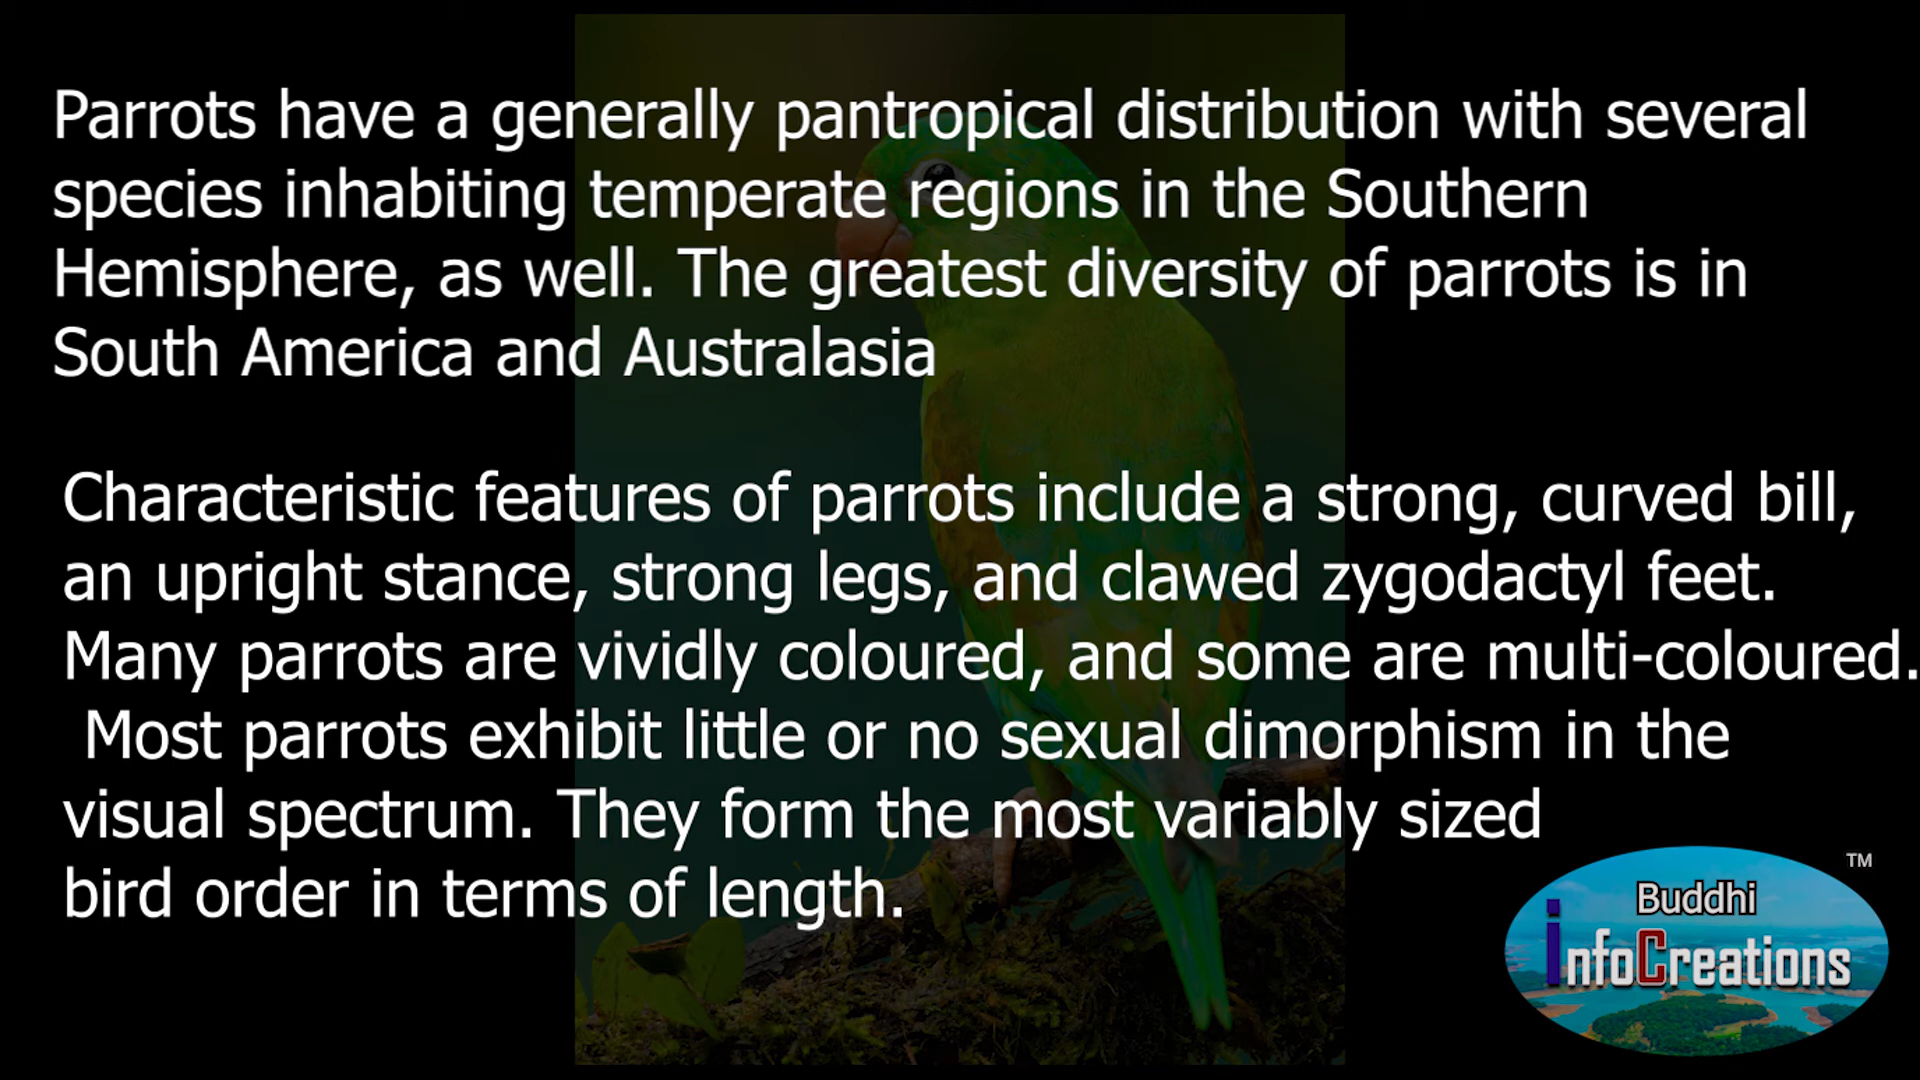 Parrots have a generally pantropical distribution with several
species inhabiting temperate regions in the Southern
Hemisphere, as well. The greatest diversity of parrots is in
South America and Australasia
Characteristic features of parrots include a strong, curved bill,
an upright stance, strong legs, and clawed zygodactyl feet.
Many parrots are vividly coloured, and some are multi-coloured.
Most parrots exhibit little or no sexual dimorphism in the
visual spectrum. They form the most variably sized
bird order in terms of length.
TM
Buddhi
infoCreations